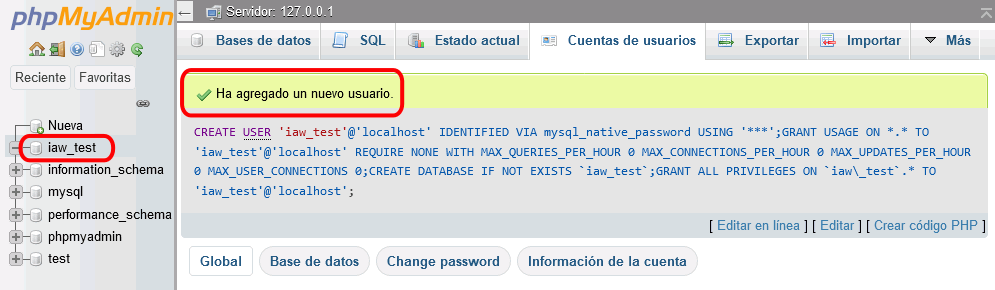 phpMyAdmin
Reciente Favoritas
Nueva
iaw_test
information_schema
mysql
performance_schema
phpmyadmin
test
Servidor: 127.0.0.1
Bases de datos SQL Estado actual Cuentas de usuarios Exportar Importar Más
Ha agregado un nuevo usuario.
CREATE USER 'iaw_test'@'localhost' IDENTIFIED VIA mysql_native_password USING '***';GRANT USAGE ON *.* TO
'iaw_test'@'localhost' REQUIRE NONE WITH MAX_QUERIES_PER_HOUR 0 MAX_CONNECTIONS_PER_HOUR 0 MAX_UPDATES_PER_HOUR
0 MAX_USER_CONNECTIONS 0;CREATE DATABASE IF NOT EXISTS `iaw_test`;GRANT ALL PRIVILEGES ON `iaw\_test`.* TO
'iaw_test'@'localhost';
[ Editar en línea ] [ Editar ] [ Crear código PHP ]
Global Base de datos Change password Información de la cuenta